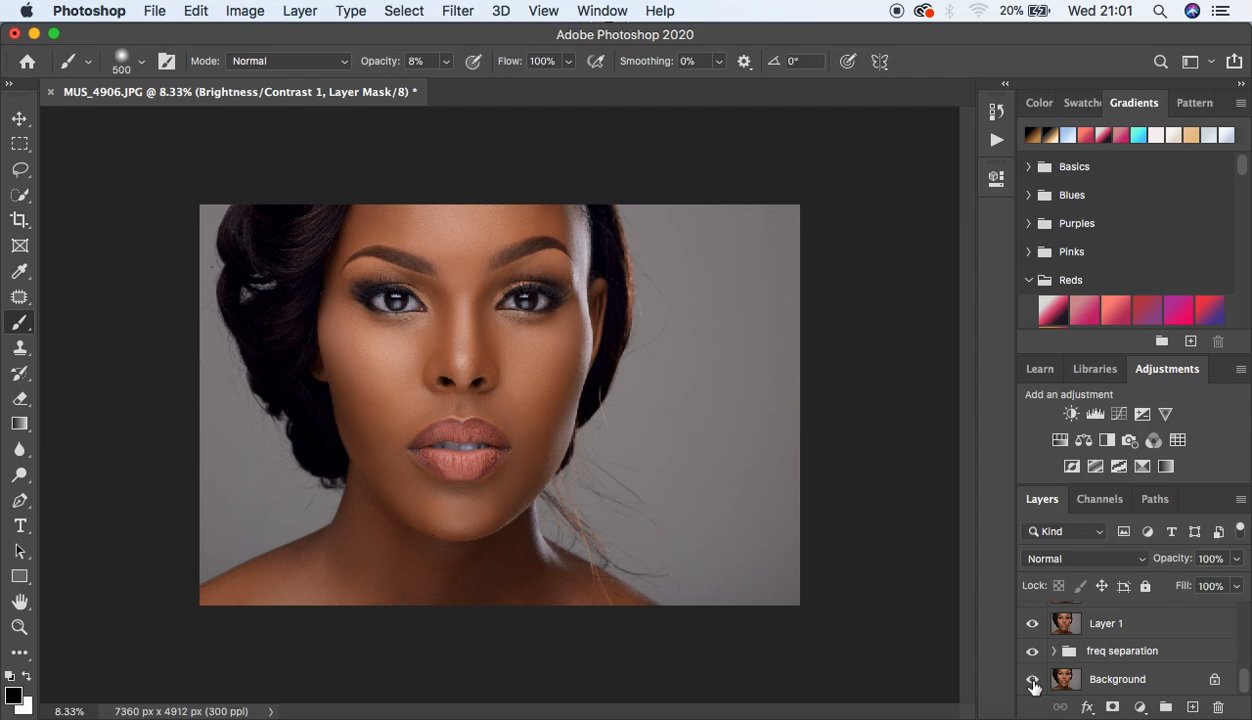 Photoshop File Edit Image Layer Type Select Filter 3D View Window Help 20% Wed 21:01
Adobe Photoshop 2020
500 Mode: Normal Opacity: 8% Flow: 100% Smoothing: 0% 0°
MUS_4906.JPG @ 8.33% (Brightness/Contrast 1, Layer Mask/8) *
Color Swatche Gradients Pattern
Basics
Blues
Purples
Pinks
Reds
Learn Libraries Adjustments
Add an adjustment
Layers Channels Paths
Kind
Normal Opacity: 100%
Lock: Fill: 100%
Layer 1
freq separation
Background
8.33% 7360 px x 4912 px (300 ppi)